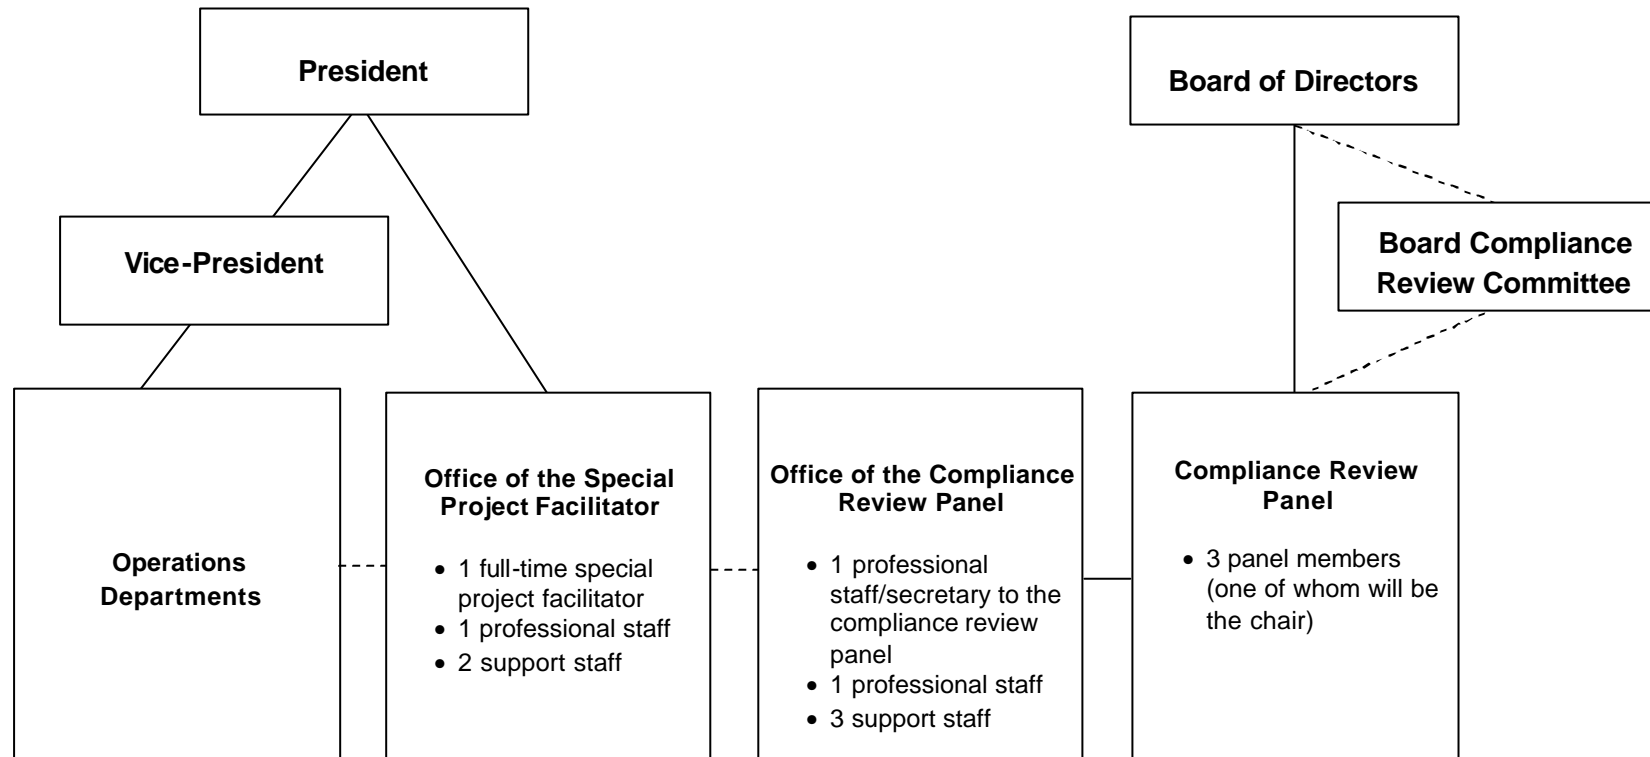 President
Board of Directors
Vice-President
Board Compliance
Review Committee
Operations
Departments
Office of the Special
Project Facilitator
• 1 full-time special
project facilitator
• 1 professional staff
• 2 support staff
Office of the Compliance
Review Panel
• 1 professional
staff/secretary to the
compliance review
panel
• 1 professional staff
• 3 support staff
Compliance Review
Panel
• 3 panel members
(one of whom will be
the chair)